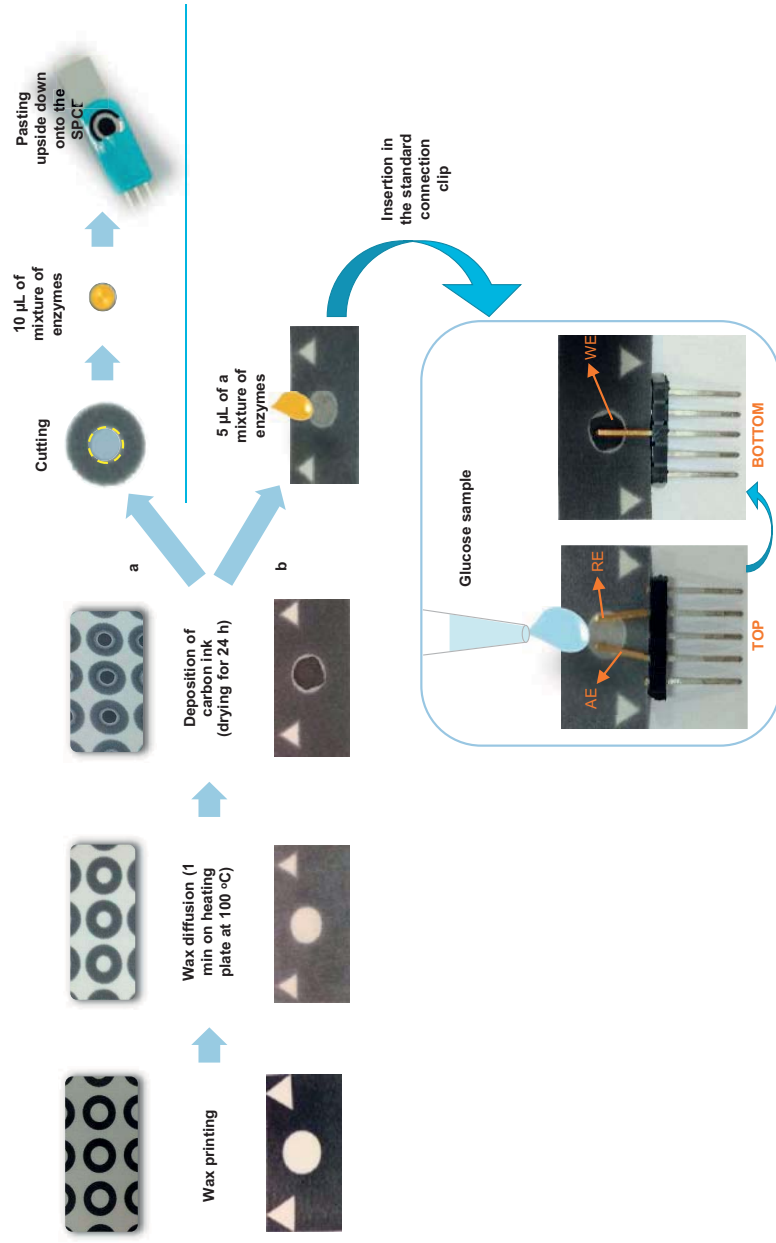 Wax printing
Wax diffusion (1
min on heating
plate at 100 ºC)
Deposition of
carbon ink
(drying for 24 h)
a
Cutting
10 µL of
mixture of
enzymes
Pasting
upside down
onto the
SPCE
b
5 µL of a
mixture of
enzymes
Insertion in
the standard
connection
clip
Glucose sample
AE
RE
TOP
WE
BOTTOM